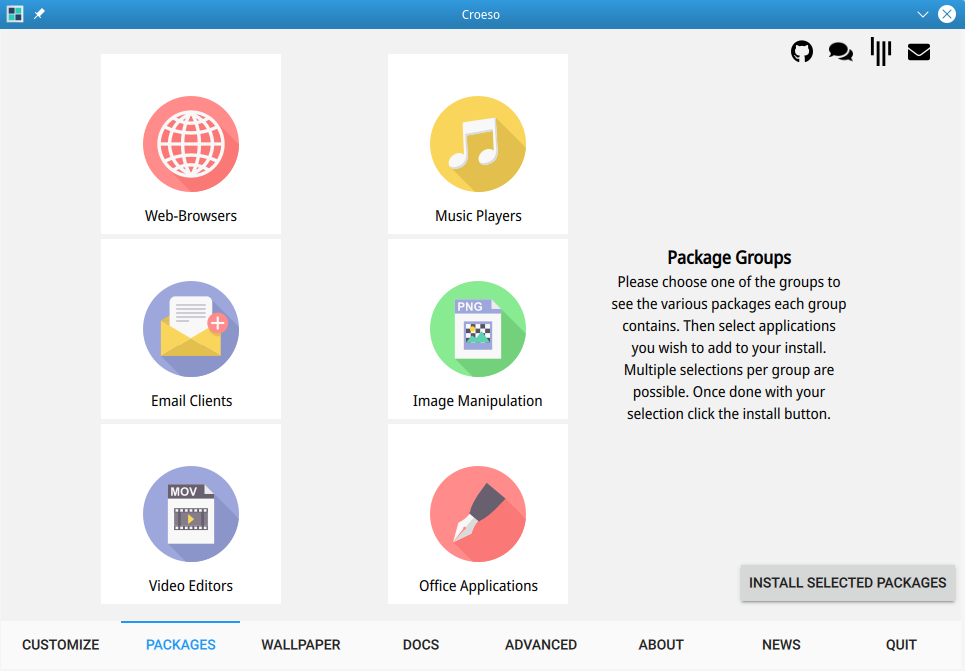 Croeso
Web-Browsers
Music Players
PNG
Email Clients
Image Manipulation
MOV
Video Editors
Office Applications
Package Groups
Please choose one of the groups to
see the various packages each group
contains. Then select applications
you wish to add to your install.
Multiple selections per group are
possible. Once done with your
selection click the install button.
INSTALL SELECTED PACKAGES
CUSTOMIZE
PACKAGES
WALLPAPER
DOCS
ADVANCED
ABOUT
NEWS
QUIT